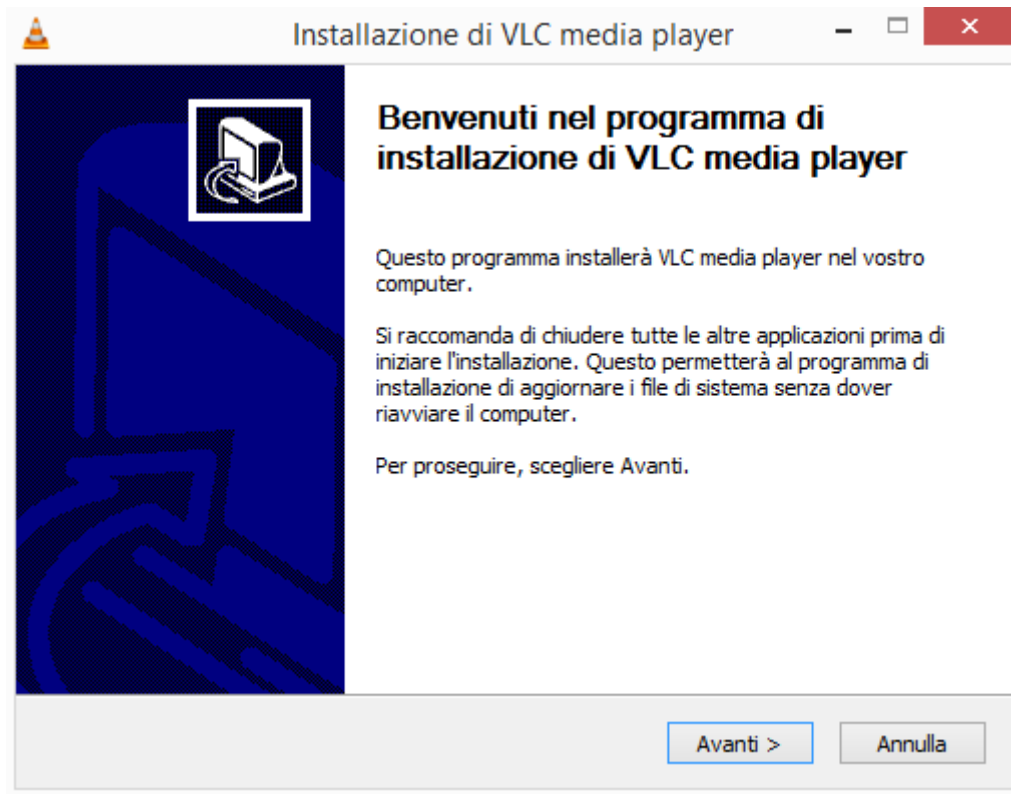 Installazione di VLC media player
Benvenuti nel programma di
installazione di VLC media player
Questo programma installerà VLC media player nel vostro
computer.
Si raccomanda di chiudere tutte le altre applicazioni prima di
iniziare l'installazione. Questo permetterà al programma di
installazione di aggiornare i file di sistema senza dover
riavviare il computer.
Per proseguire, scegliere Avanti.
Avanti >
Annulla